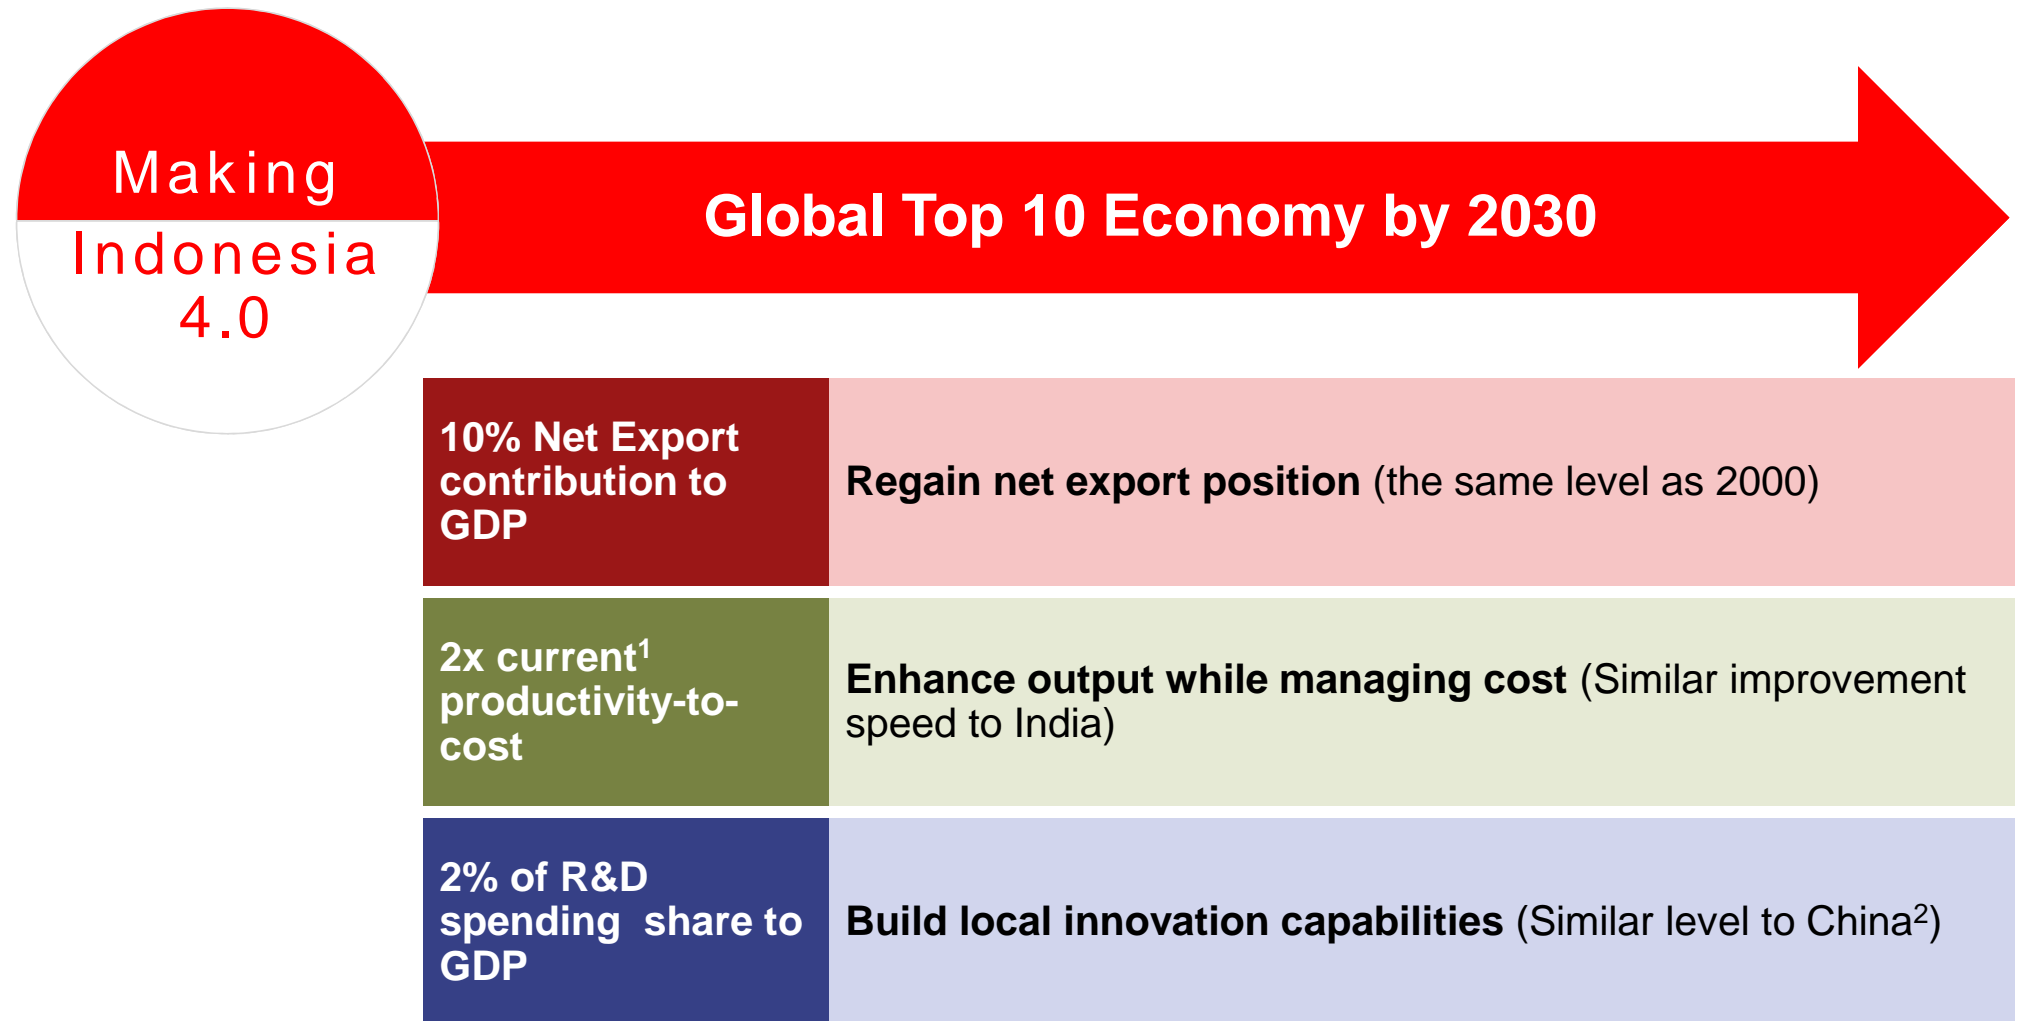 Making
Indonesia
4.0
Global Top 10 Economy by 2030
10% Net Export
contribution to
GDP
Regain net export position (the same level as 2000)
2x current¹
productivity-to-
cost
Enhance output while managing cost (Similar improvement
speed to India)
2% of R&D
spending share to
GDP
Build local innovation capabilities (Similar level to China²)